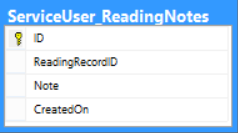 ServiceUser_ReadingNotes
ID
ReadingRecordID
Note
CreatedOn